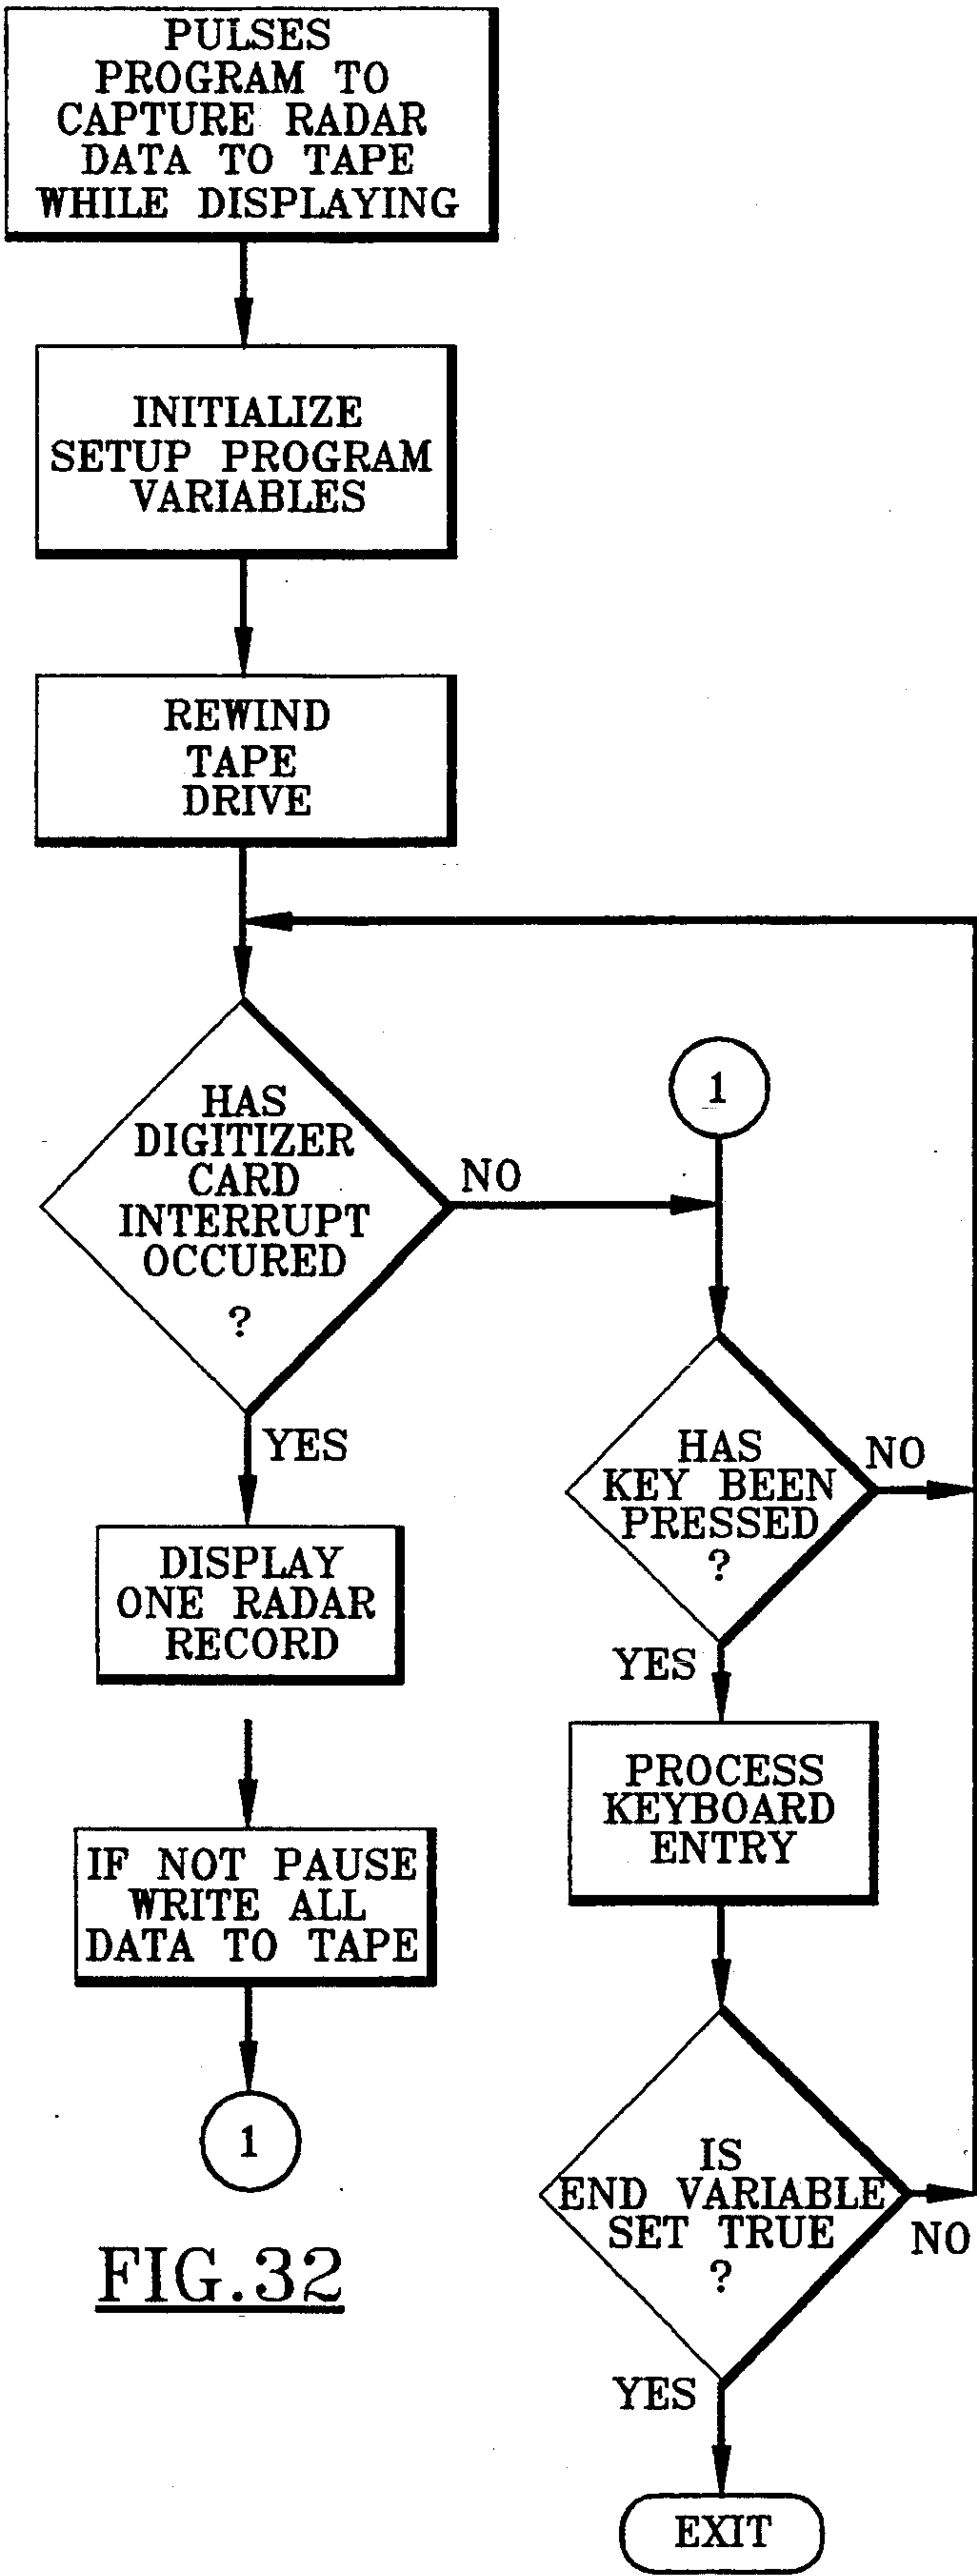 PULSES
PROGRAM TO
CAPTURE RADAR
DATA TO TAPE
WHILE DISPLAYING
INITIALIZE
SETUP PROGRAM
VARIABLES
REWIND
TAPE
DRIVE
HAS
DIGITIZER
CARD
INTERRUPT
OCCURED
?
NO
YES
DISPLAY
ONE RADAR
RECORD
IF NOT PAUSE
WRITE ALL
DATA TO TAPE
1
1
HAS
KEY BEEN
PRESSED
?
NO
YES
PROCESS
KEYBOARD
ENTRY
IS
END VARIABLE
SET TRUE
?
NO
YES
EXIT
FIG.32